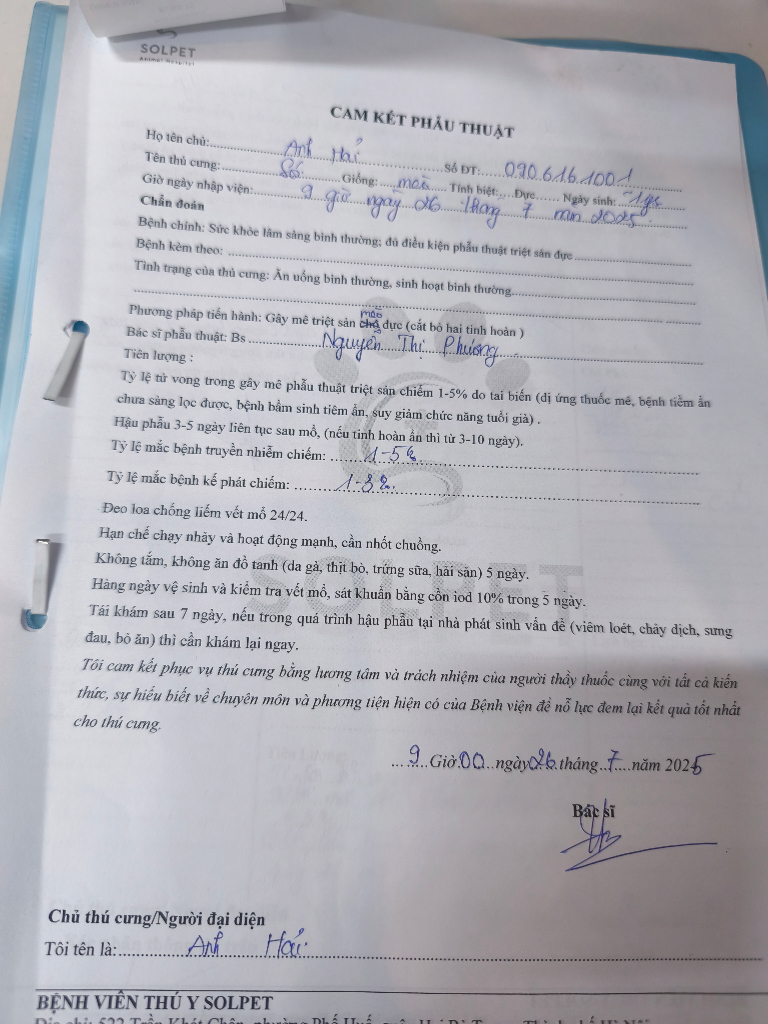 SOLPET
Animal Hospital
CAM KẾT PHẪU THUẬT
Họ tên chủ: Anh Hải Số ĐT: 090.616.1001
Tên thú cưng: Giống: mèo Tính biệt: Đực Ngày sinh:
Giờ ngày nhập viện: 9 giờ ngày 26 tháng 7 năm 2025
Chẩn đoán
Bệnh chính: Sức khỏe lâm sàng bình thường; đủ điều kiện phẫu thuật triệt sản đực
Bệnh kèm theo:
Tình trạng của thú cưng: Ăn uống bình thường, sinh hoạt bình thường
Phương pháp tiến hành: Gây mê triệt sản chó mèo đực (cắt bỏ hai tinh hoàn )
Bác sĩ phẫu thuật: Bs Nguyễn Thị Phương
Tiên lượng :
Tỷ lệ tử vong trong gây mê phẫu thuật triệt sản chiếm 1-5% do tai biến (dị ứng thuốc mê, bệnh tiềm ẩn
chưa sàng lọc được, bệnh bẩm sinh tiềm ẩn, suy giảm chức năng tuổi già) .
Hậu phẫu 3-5 ngày liên tục sau mổ, (nếu tinh hoàn ẩn thì từ 3-10 ngày).
Tỷ lệ mắc bệnh truyền nhiễm chiếm: 1-5%
Tỷ lệ mắc bệnh kế phát chiếm: 1-3%
Đeo loa chống liếm vết mổ 24/24.
Hạn chế chạy nhảy và hoạt động mạnh, cần nhốt chuồng.
Không tắm, không ăn đồ tanh (da gà, thịt bò, trứng sữa, hải sản) 5 ngày.
Hàng ngày vệ sinh và kiểm tra vết mổ, sát khuẩn bằng cồn iod 10% trong 5 ngày.
Tái khám sau 7 ngày, nếu trong quá trình hậu phẫu tại nhà phát sinh vấn đề (viêm loét, chảy dịch, sưng
đau, bỏ ăn) thì cần khám lại ngay.
Tôi cam kết phục vụ thú cưng bằng lương tâm và trách nhiệm của người thầy thuốc cùng với tất cả kiến
thức, sự hiểu biết về chuyên môn và phương tiện hiện có của Bệnh viện để nỗ lực đem lại kết quả tốt nhất
cho thú cưng.
9 Giờ 00 ngày 26 tháng 7 năm 2025
Bác sĩ
Chủ thú cưng/Người đại diện
Tôi tên là: Anh Hải
BỆNH VIỆN THÚ Y SOLPET
SOLPET